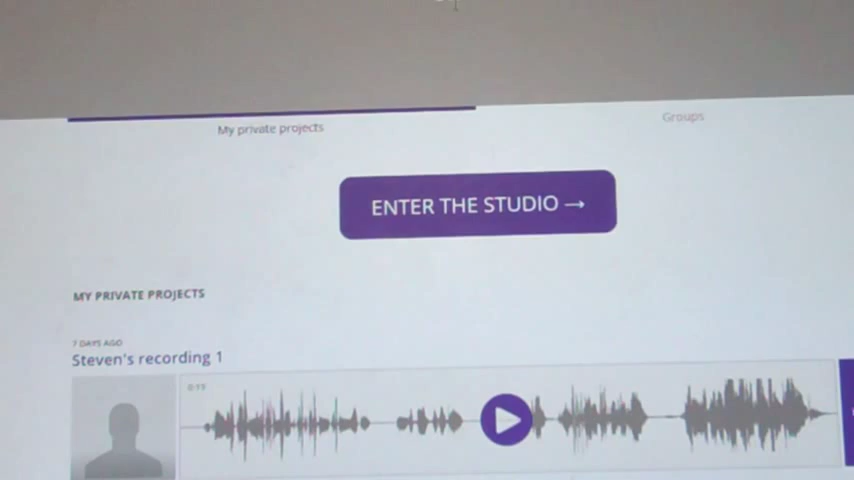 My private projects
Groups
ENTER THE STUDIO →
MY PRIVATE PROJECTS
7 DAYS AGO
Steven's recording 1